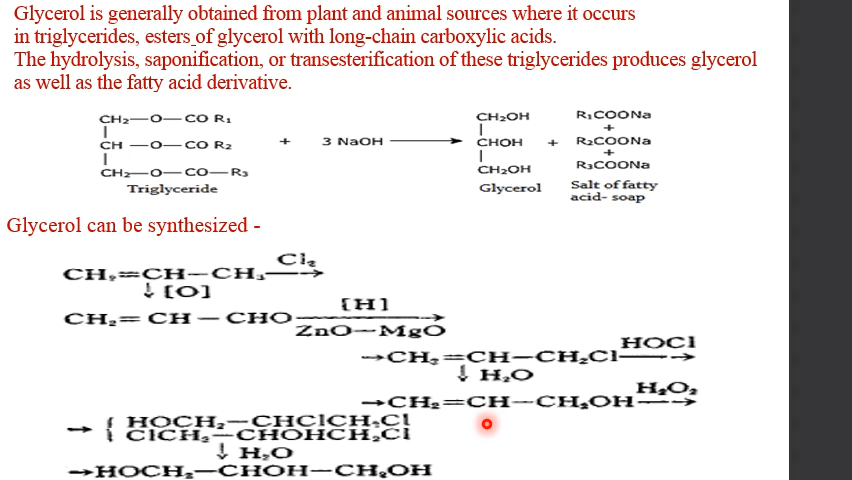 Glycerol is generally obtained from plant and animal sources where it occurs
in triglycerides, esters of glycerol with long-chain carboxylic acids.
The hydrolysis, saponification, or transesterification of these triglycerides produces glycerol
as well as the fatty acid derivative.
CH₂—O—CO R₁
|
CH —O—CO R₂
|
CH₂—O—CO—R₃
Triglyceride
+ 3 NaOH ⟶
CH₂OH
|
CHOH
|
CH₂OH
Glycerol
+
R₁COONa
+
R₂COONa
+
R₃COONa
Salt of fatty
acid- soap
Glycerol can be synthesized -
CH₂=CH—CH₃ Cl₂ →
↓ [O]
CH₂= CH — CHO [H] ZnO—MgO →
→CH₂=CH—CH₂Cl HOCl →
↓ H₂O
→CH₂=CH—CH₂OH H₂O₂ →
→ { HOCH₂—CHClCH₂Cl
{ ClCH₂—CHOHCH₂Cl
↓ H₂O
→HOCH₂—CHOH—CH₂OH